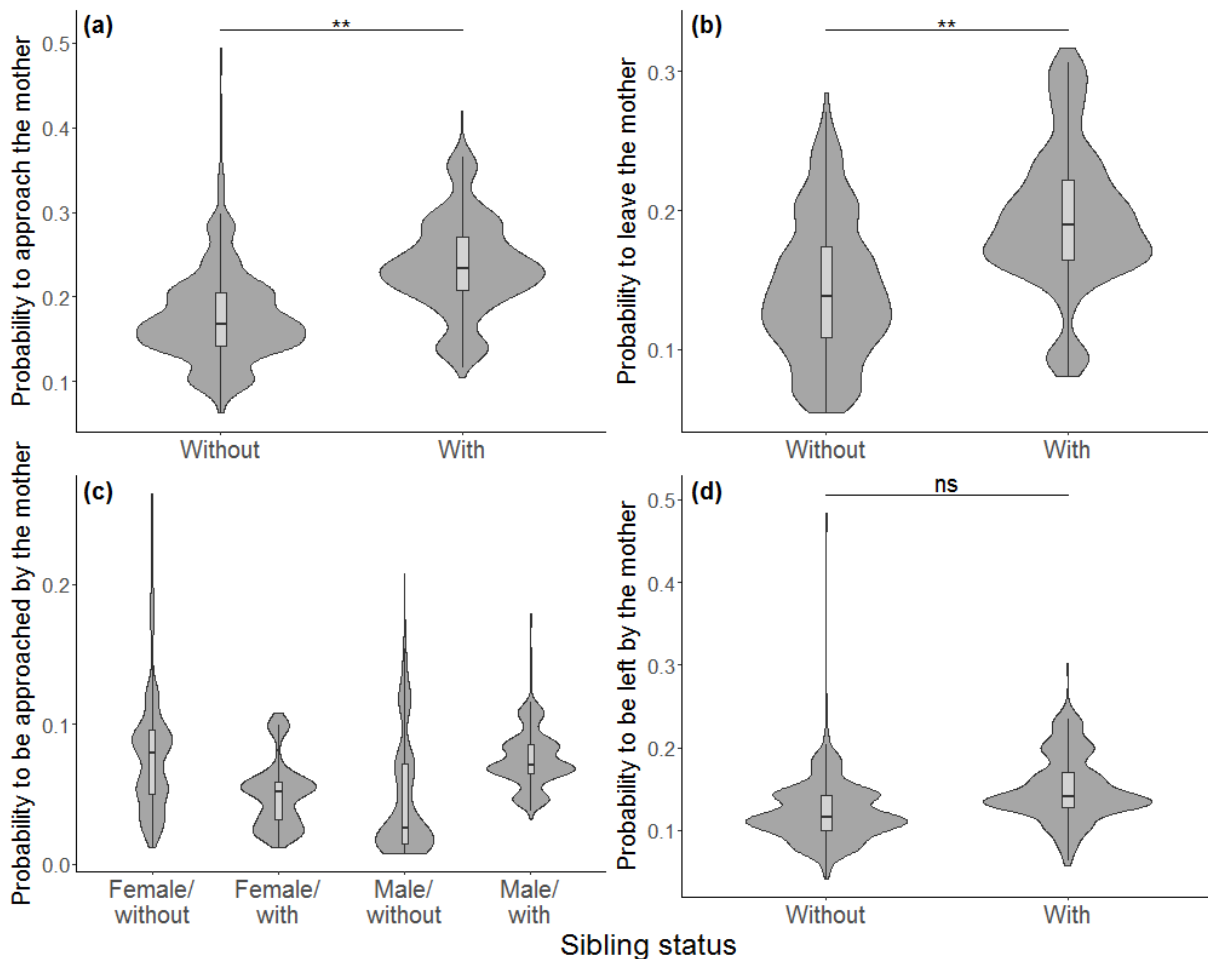 (a)
**
Probability to approach the mother
0.5
0.4
0.3
0.2
0.1
Without
With
(b)
**
Probability to leave the mother
0.3
0.2
0.1
Without
With
(c)
Probability to be approached by the mother
0.2
0.1
0.0
Female/
without
Female/
with
Male/
without
Male/
with
(d)
ns
Probability to be left by the mother
0.5
0.4
0.3
0.2
0.1
Without
With
Sibling status